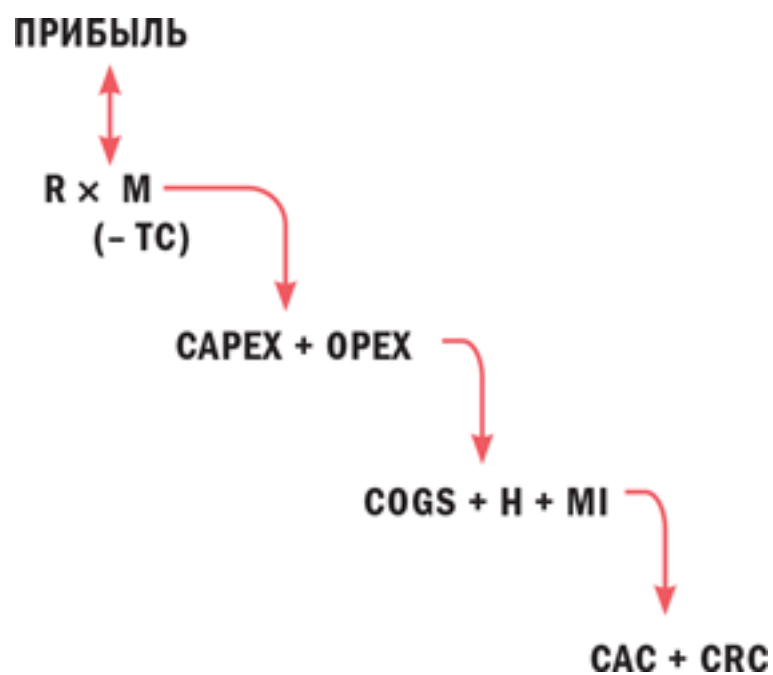 ПРИБЫЛЬ
R × M
(– TC)
CAPEX + OPEX
COGS + H + MI
CAC + CRC